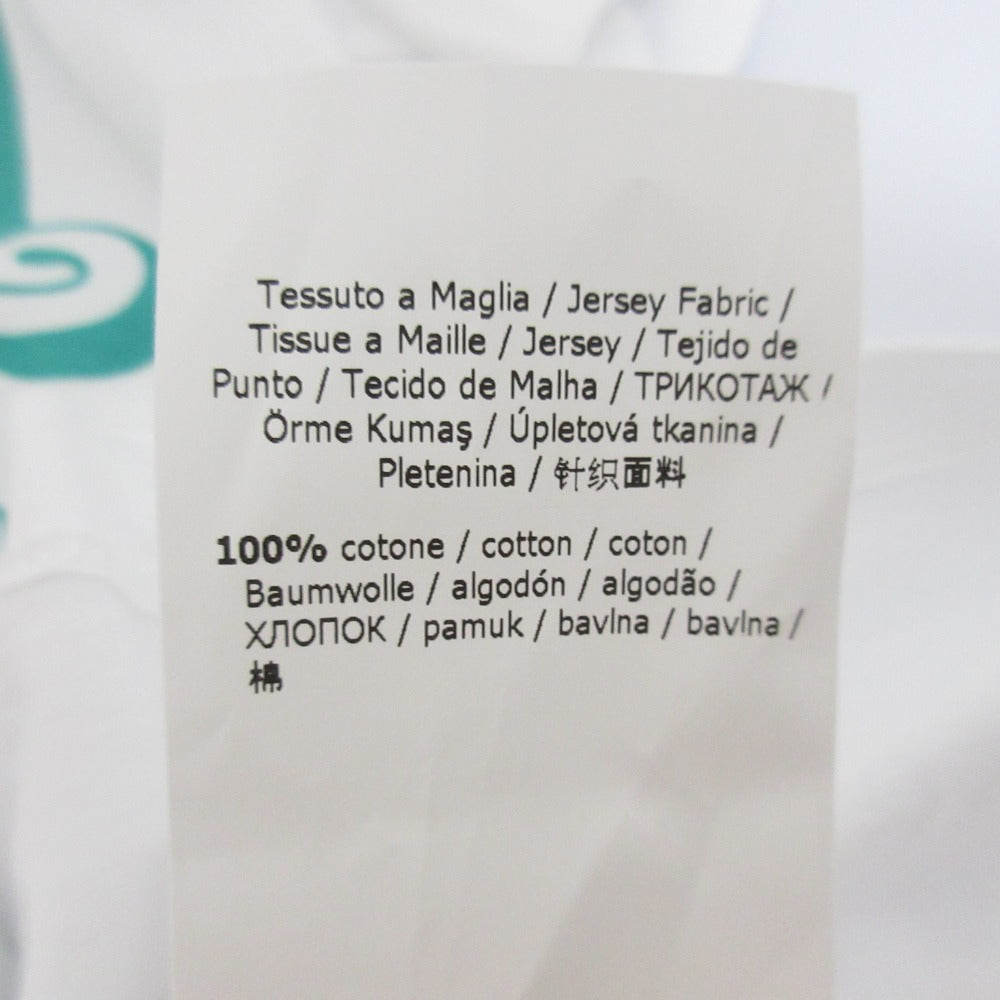 Tessuto a Maglia / Jersey Fabric /
Tissue a Maille / Jersey / Tejido de
Punto / Tecido de Malha / ТРИКОТАЖ /
Örme Kumaş / Úpletová tkanina /
Pletenina / 针织面料
100% cotone / cotton / coton /
Baumwolle / algodón / algodão /
ХЛОПОК / pamuk / bavlna / bavlna /
棉